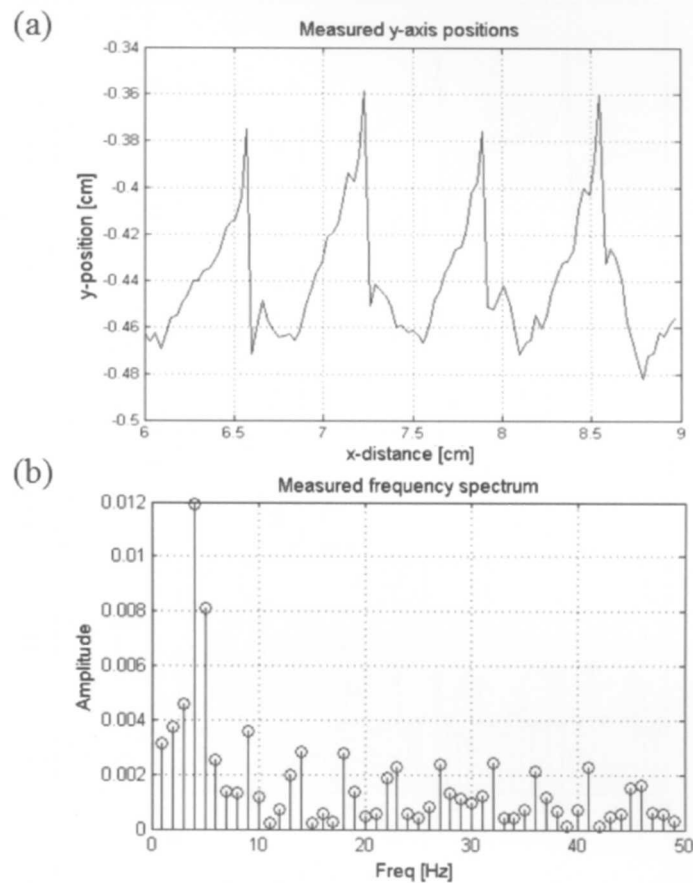 (a)
Measured y-axis positions
-0.34
-0.36
-0.38
-0.4
-0.42
-0.44
-0.46
-0.48
-0.5
y-position [cm]
6 6.5 7 7.5 8 8.5 9
x-distance [cm]
(b)
Measured frequency spectrum
0.012
0.01
0.008
0.006
0.004
0.002
0
Amplitude
0 10 20 30 40 50
Freq [Hz]